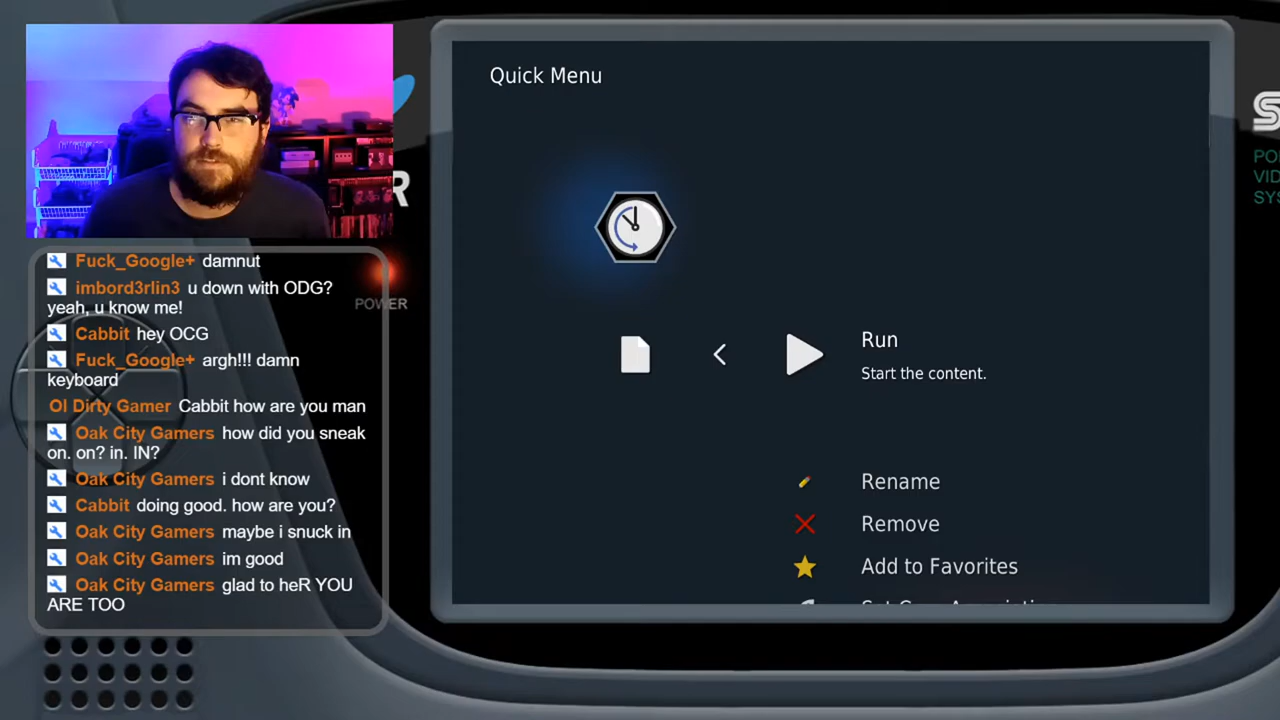 Quick Menu
Run
Start the content.
Rename
Remove
Add to Favorites
Fuck_Google+ damnut
imbord3rlin3 u down with ODG?
yeah, u know me!
Cabbit hey OCG
Fuck_Google+ argh!!! damn
keyboard
Ol Dirty Gamer Cabbit how are you man
Oak City Gamers how did you sneak
on. on? in. IN?
Oak City Gamers i dont know
Cabbit doing good. how are you?
Oak City Gamers maybe i snuck in
Oak City Gamers im good
Oak City Gamers glad to heR YOU
ARE TOO
POWER
R
S
PO
VID
SYS